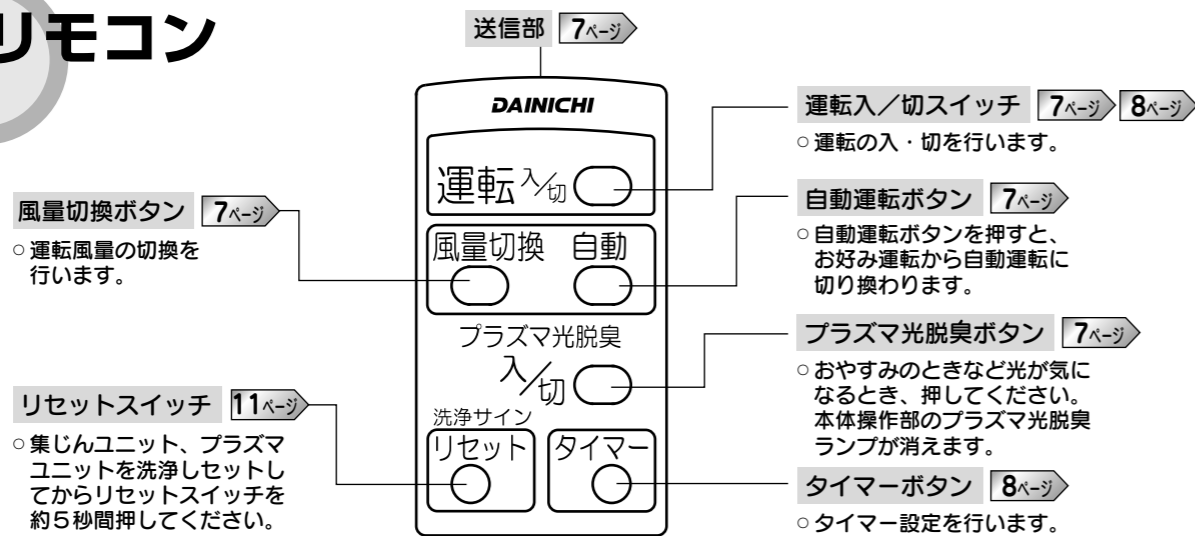 リモコン
送信部 7ページ
DAINICHI
運転 入/切
風量切換 自動
プラズマ光脱臭
入/切
洗浄サイン
リセット タイマー
風量切換ボタン 7ページ
○運転風量の切換を
行います。
リセットスイッチ 11ページ
○集じんユニット、プラズマ
ユニットを洗浄しセットし
てからリセットスイッチを
約5秒間押してください。
運転入/切スイッチ 7ページ 8ページ
○運転の入・切を行います。
自動運転ボタン 7ページ
○自動運転ボタンを押すと、
お好み運転から自動運転に
切り換わります。
プラズマ光脱臭ボタン 7ページ
○おやすみのときなど光が気に
なるとき、押してください。
本体操作部のプラズマ光脱臭
ランプが消えます。
タイマーボタン 8ページ
○タイマー設定を行います。